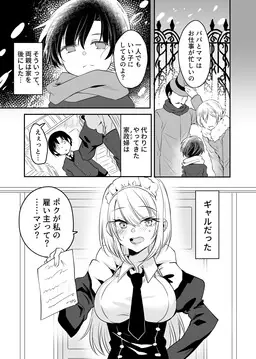 パパとママは
お仕事が忙しいの
一人でも
いい子に
してるのよ？
そういって、
両親は家を
後にした…
代わりに
やってきた
家政婦は
ええっと…
ギャルだった
ボクが私の
雇い主って？
……マジ？